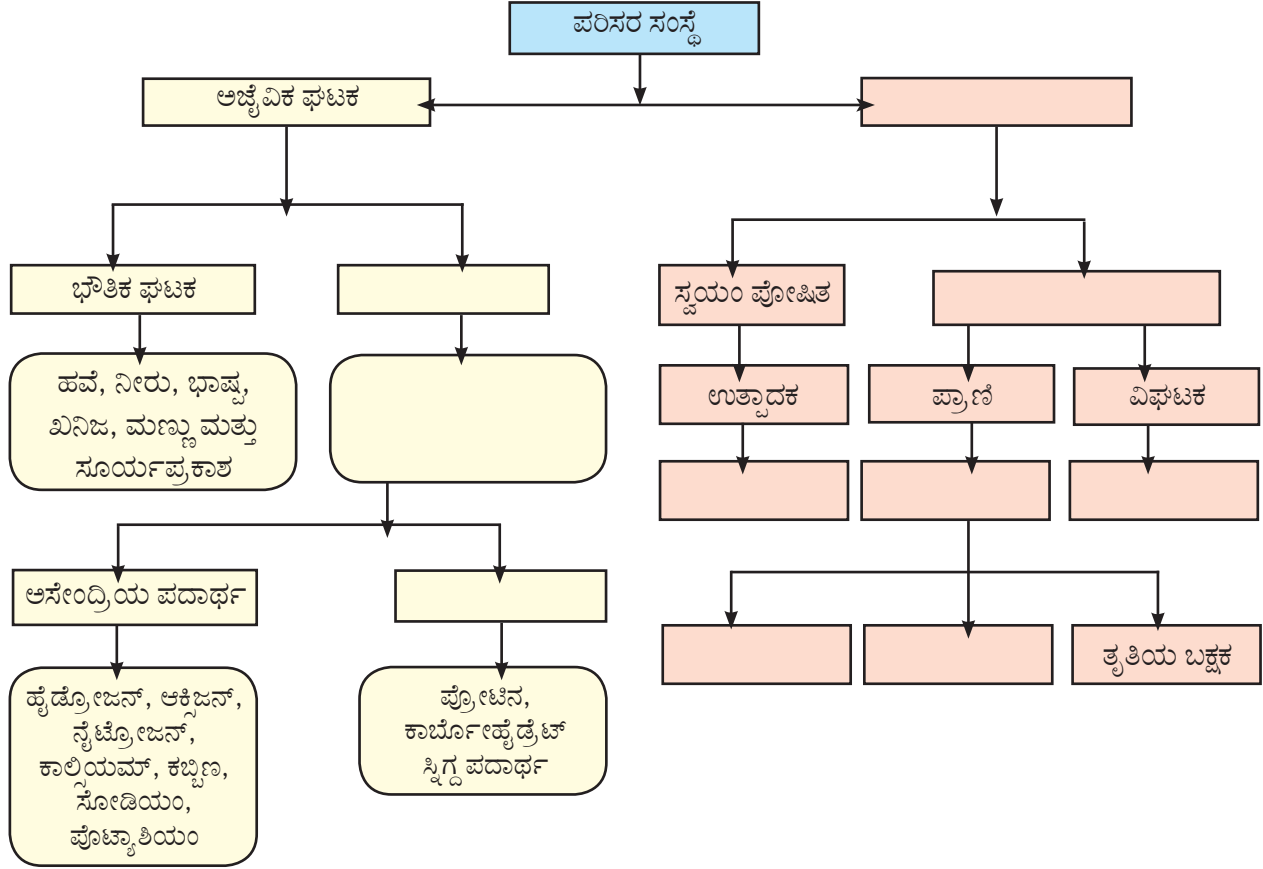 ಪರಿಸರ ಸಂಸ್ಥೆ
ಅಜೈವಿಕ ಘಟಕ
ಭೌತಿಕ ಘಟಕ
ಸ್ವಯಂ ಪೋಷಿತ
ಹವೆ, ನೀರು, ಭಾಷ್ಪ,
ಖನಿಜ, ಮಣ್ಣು ಮತ್ತು
ಸೂರ್ಯಪ್ರಕಾಶ
ಉತ್ಪಾದಕ
ಪ್ರಾಣಿ
ವಿಘಟಕ
ಅಸೇಂದ್ರಿಯ ಪದಾರ್ಥ
ಹೈಡ್ರೋಜನ್, ಆಕ್ಸಿಜನ್,
ನೈಟ್ರೋಜನ್,
ಕಾಲ್ಸಿಯಮ್, ಕಬ್ಬಿಣ,
ಸೋಡಿಯಂ,
ಪೊಟ್ಯಾಶಿಯಂ
ಪ್ರೋಟಿನ,
ಕಾರ್ಬೋಹೈಡ್ರೆಟ್
ಸ್ನಿಗ್ದ ಪದಾರ್ಥ
ತೃತಿಯ ಬಕ್ಷಕ